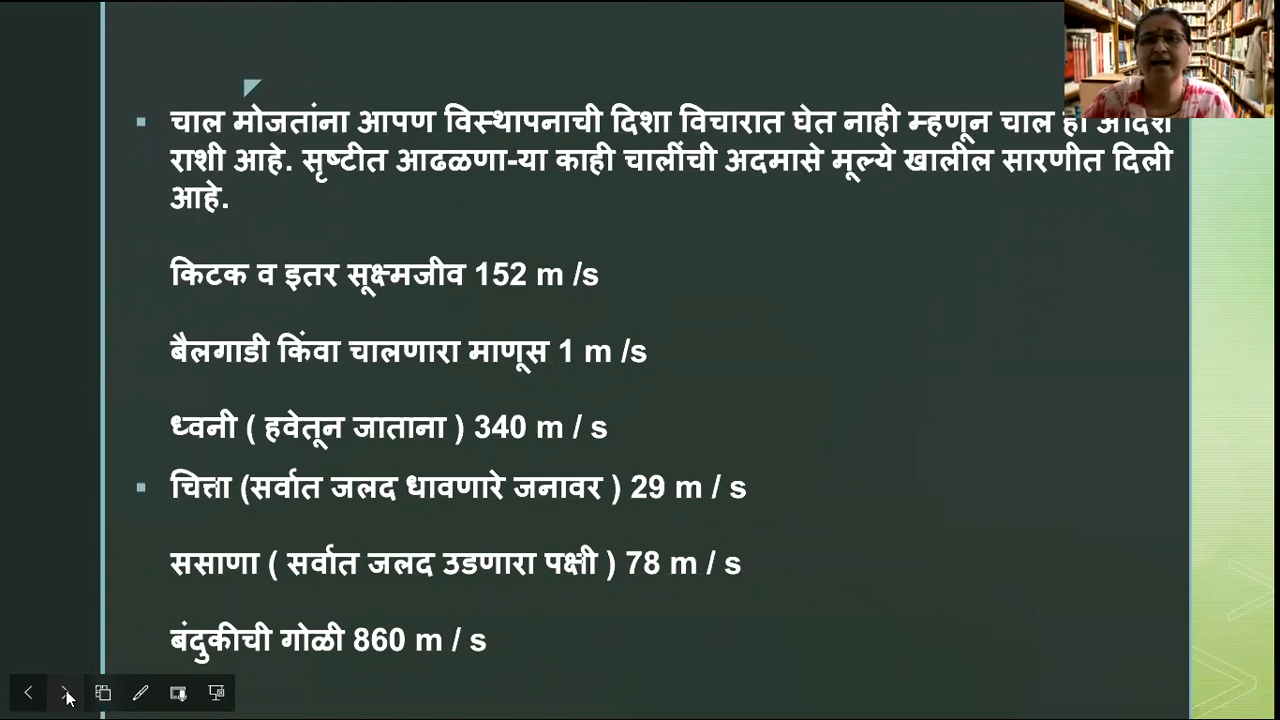 चाल मोजतांना आपण विस्थापनाची दिशा विचारात घेत नाही म्हणून चाल ही अदिश
राशी आहे. सृष्टीत आढळणा-या काही चालींची अदमासे मूल्ये खालील सारणीत दिली
आहे.
किटक व इतर सूक्ष्मजीव 152 m /s
बैलगाडी किंवा चालणारा माणूस 1 m /s
ध्वनी ( हवेतून जाताना ) 340 m / s
चित्ता (सर्वात जलद धावणारे जनावर ) 29 m / s
ससाणा ( सर्वात जलद उडणारा पक्षी ) 78 m / s
बंदुकीची गोळी 860 m / s